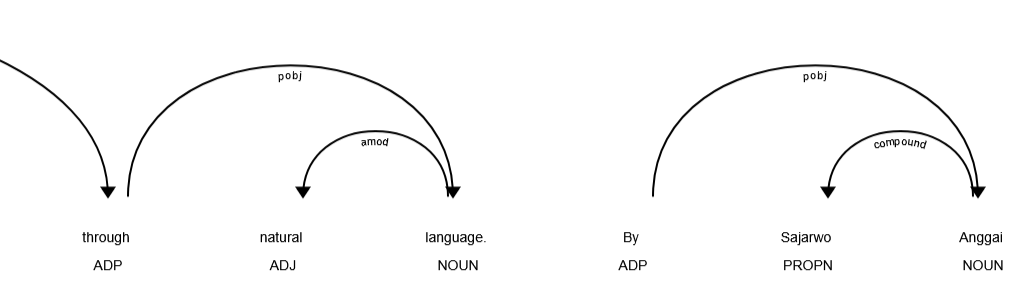 pobj pobj
amod compound
through natural language. By Sajarwo Anggai
ADP ADJ NOUN ADP PROPN NOUN